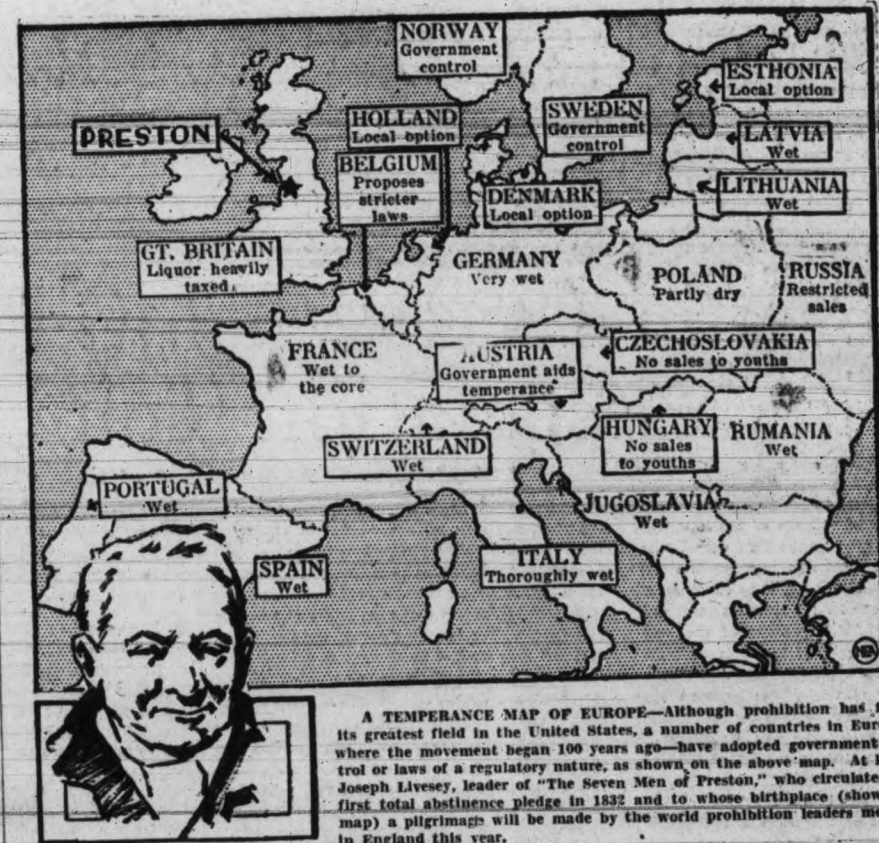 NORWAY
Government
control
ESTHONIA
Local option
HOLLAND
Local option
SWEDEN
Government
control
PRESTON
LATVIA
Wet
BELGIUM
Proposes
stricter
laws
DENMARK
Local option
LITHUANIA
Wet
GT. BRITAIN
Liquor heavily
taxed
GERMANY
Very wet
POLAND
Partly dry
RUSSIA
Restricted
sales
FRANCE
Wet to
the core
AUSTRIA
Government aids
temperance
CZECHOSLOVAKIA
No sales to youths
SWITZERLAND
Wet
HUNGARY
No sales
to youths
RUMANIA
Wet
PORTUGAL
Wet
JUGOSLAVIA
Wet
SPAIN
Wet
ITALY
Thoroughly wet
NEA
A TEMPERANCE MAP OF EUROPE—Although prohibition has
its greatest field in the United States, a number of countries in
where the movement began 100 years ago—have adopted government
trol or laws of a regulatory nature, as shown on the above map. At
Joseph Livesey, leader of "The Seven Men of Preston," who
first total abstinence pledge in 1832 and to whose birthplace
map) a pilgrimage will be made by the world prohibition leaders
in England this year.